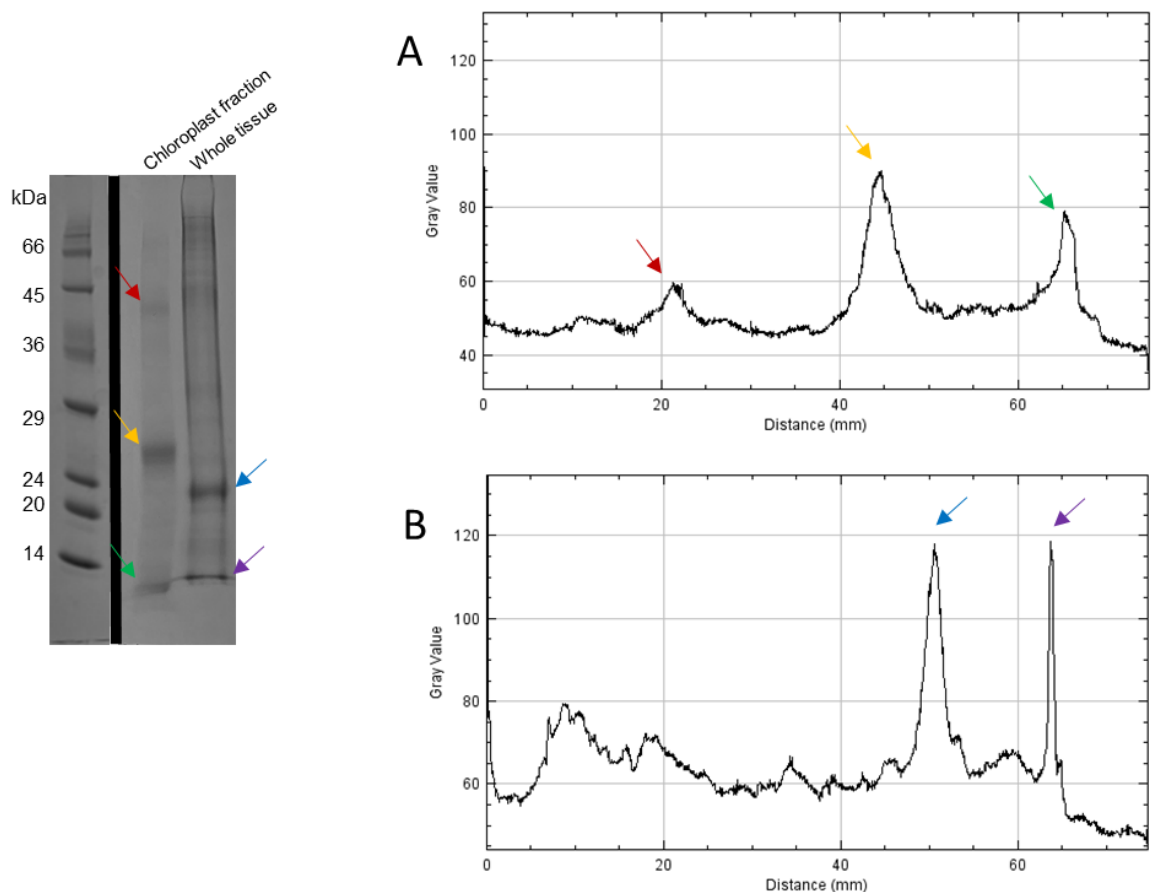 Chloroplast fraction
Whole tissue
kDa
66
45
36
29
24
20
14
A
120
100
80
60
40
Gray Value
0
20
40
60
Distance (mm)
B
120
100
80
60
Gray Value
0
20
40
60
Distance (mm)